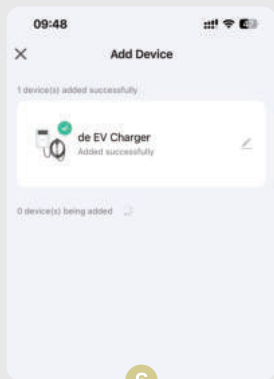 09:48
Add Device
1 device(s) added successfully
de EV Charger
Added successfully
0 device(s) being added